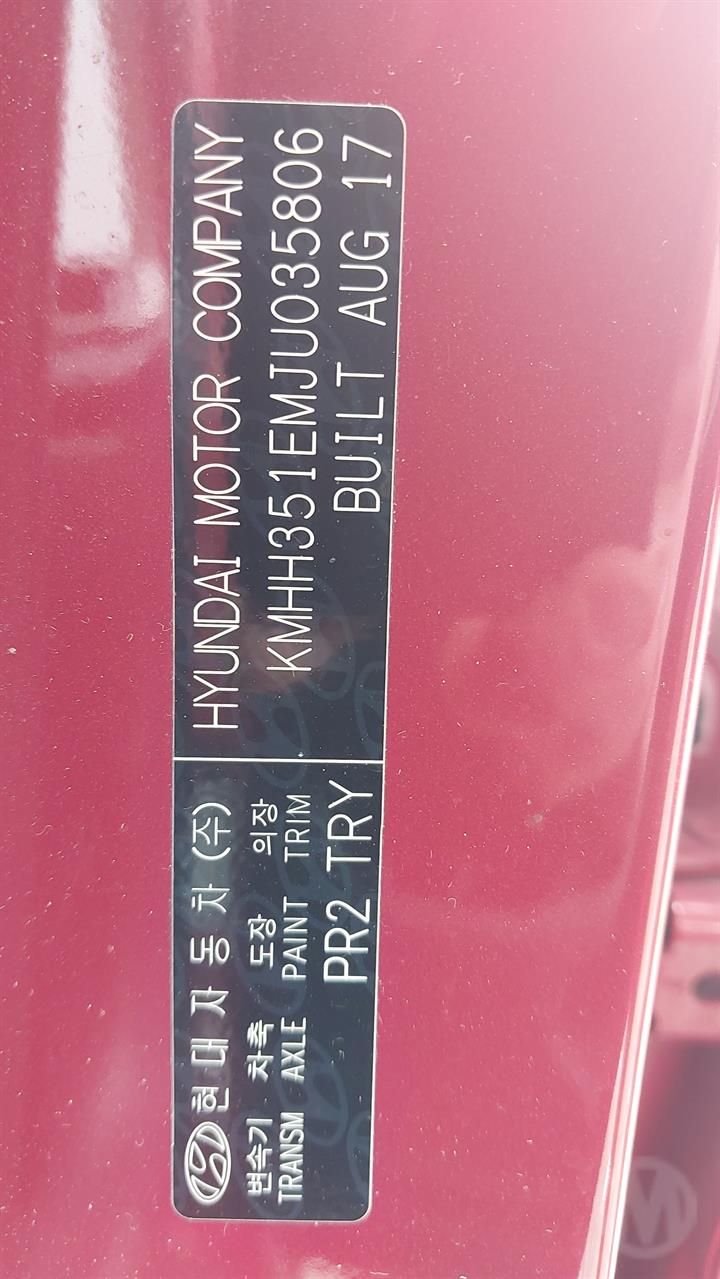 현대자동차 (주)
변속기 차축 도장 의장
TRANSM AXLE PAINT TRIM
PR2 TRY
HYUNDAI MOTOR COMPANY
KMHH351EMJU035806
BUILT AUG 17